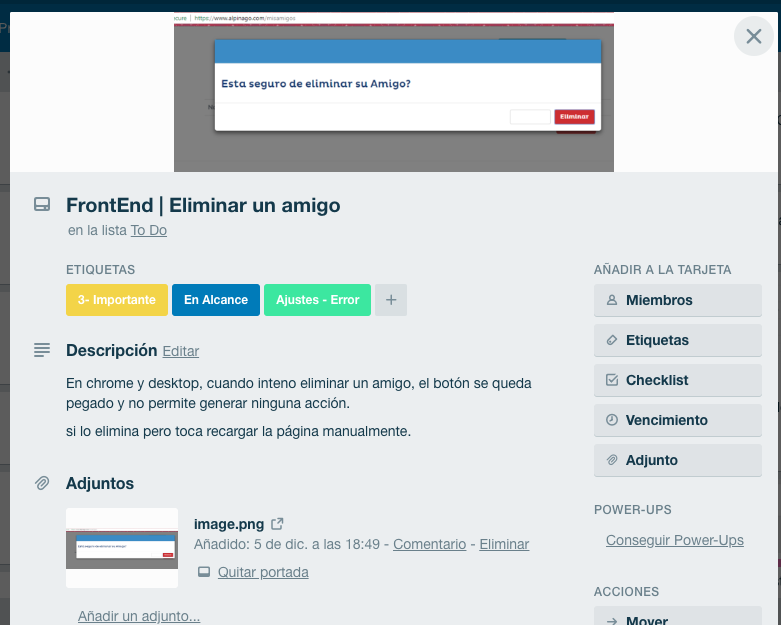 https://www.alpinago.com/misamigos
Esta seguro de eliminar su Amigo?
Eliminar
FrontEnd | Eliminar un amigo
en la lista To Do
ETIQUETAS
3- Importante
En Alcance
Ajustes - Error
+
Descripción Editar
En chrome y desktop, cuando inteno eliminar un amigo, el botón se queda
pegado y no permite generar ninguna acción.
si lo elimina pero toca recargar la página manualmente.
Adjuntos
image.png
Añadido: 5 de dic. a las 18:49 - Comentario - Eliminar
Quitar portada
Añadir un adjunto...
AÑADIR A LA TARJETA
Miembros
Etiquetas
Checklist
Vencimiento
Adjunto
POWER-UPS
Conseguir Power-Ups
ACCIONES
Mover